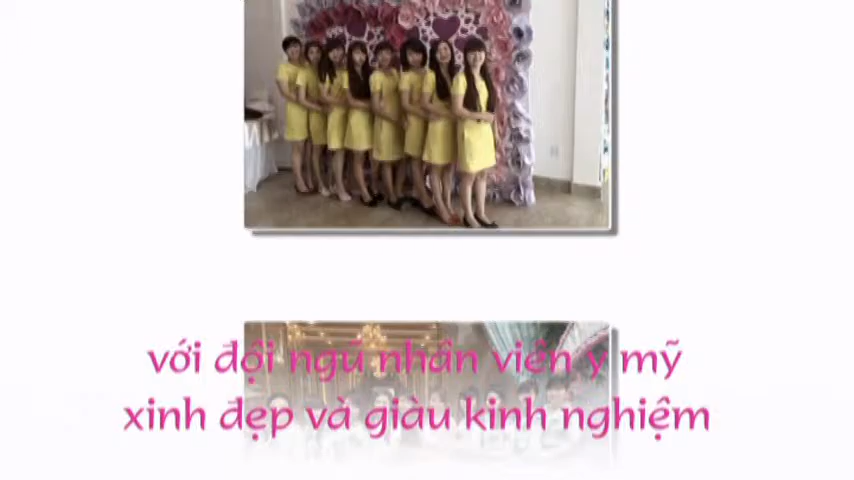 với đội ngũ nhân viên y mỹ
xinh đẹp và giàu kinh nghiệm